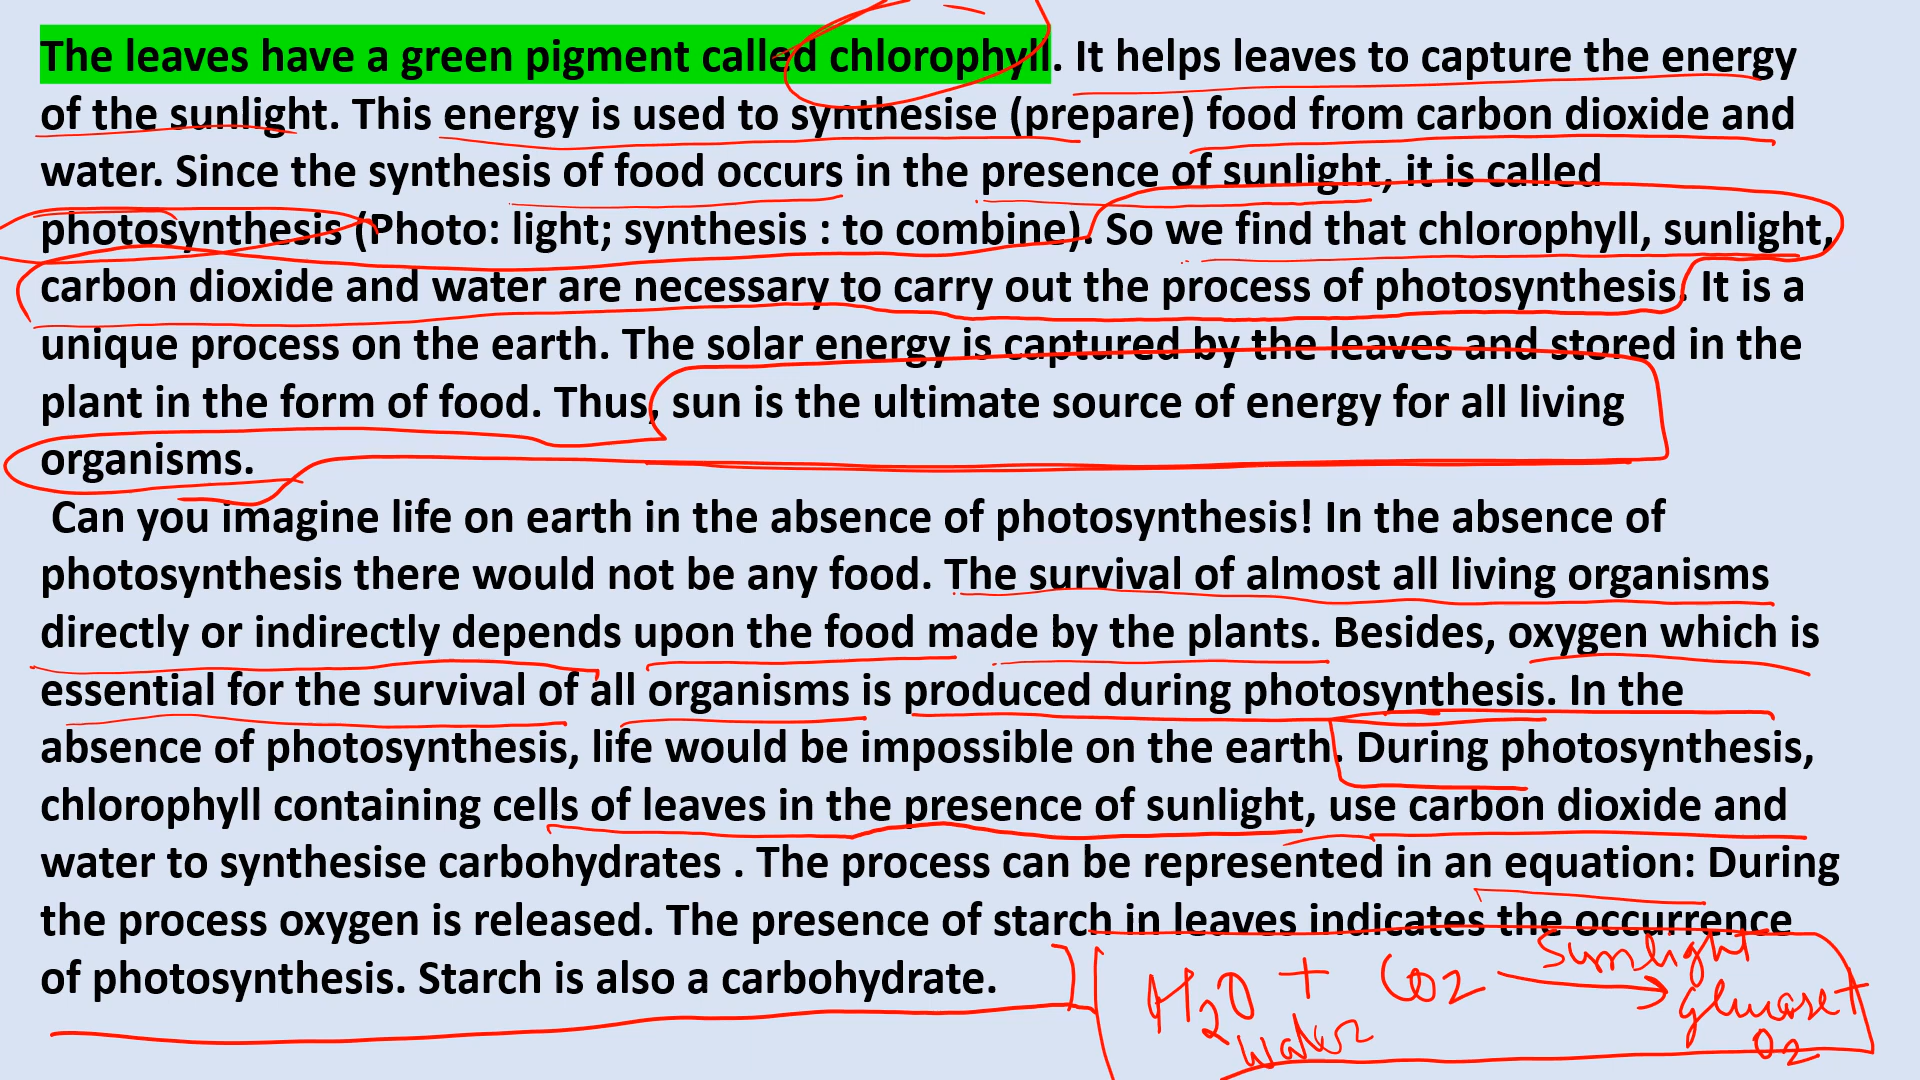 The leaves have a green pigment called chlorophyll. It helps leaves to capture the energy
of the sunlight. This energy is used to synthesise (prepare) food from carbon dioxide and
water. Since the synthesis of food occurs in the presence of sunlight, it is called
photosynthesis (Photo: light; synthesis : to combine). So we find that chlorophyll, sunlight,
carbon dioxide and water are necessary to carry out the process of photosynthesis. It is a
unique process on the earth. The solar energy is captured by the leaves and stored in the
plant in the form of food. Thus, sun is the ultimate source of energy for all living
organisms.
Can you imagine life on earth in the absence of photosynthesis! In the absence of
photosynthesis there would not be any food. The survival of almost all living organisms
directly or indirectly depends upon the food made by the plants. Besides, oxygen which is
essential for the survival of all organisms is produced during photosynthesis. In the
absence of photosynthesis, life would be impossible on the earth. During photosynthesis,
chlorophyll containing cells of leaves in the presence of sunlight, use carbon dioxide and
water to synthesise carbohydrates . The process can be represented in an equation: During
the process oxygen is released. The presence of starch in leaves indicates the occurrence
of photosynthesis. Starch is also a carbohydrate.
H2O + CO2 → sunlight
glucose +
water
O2